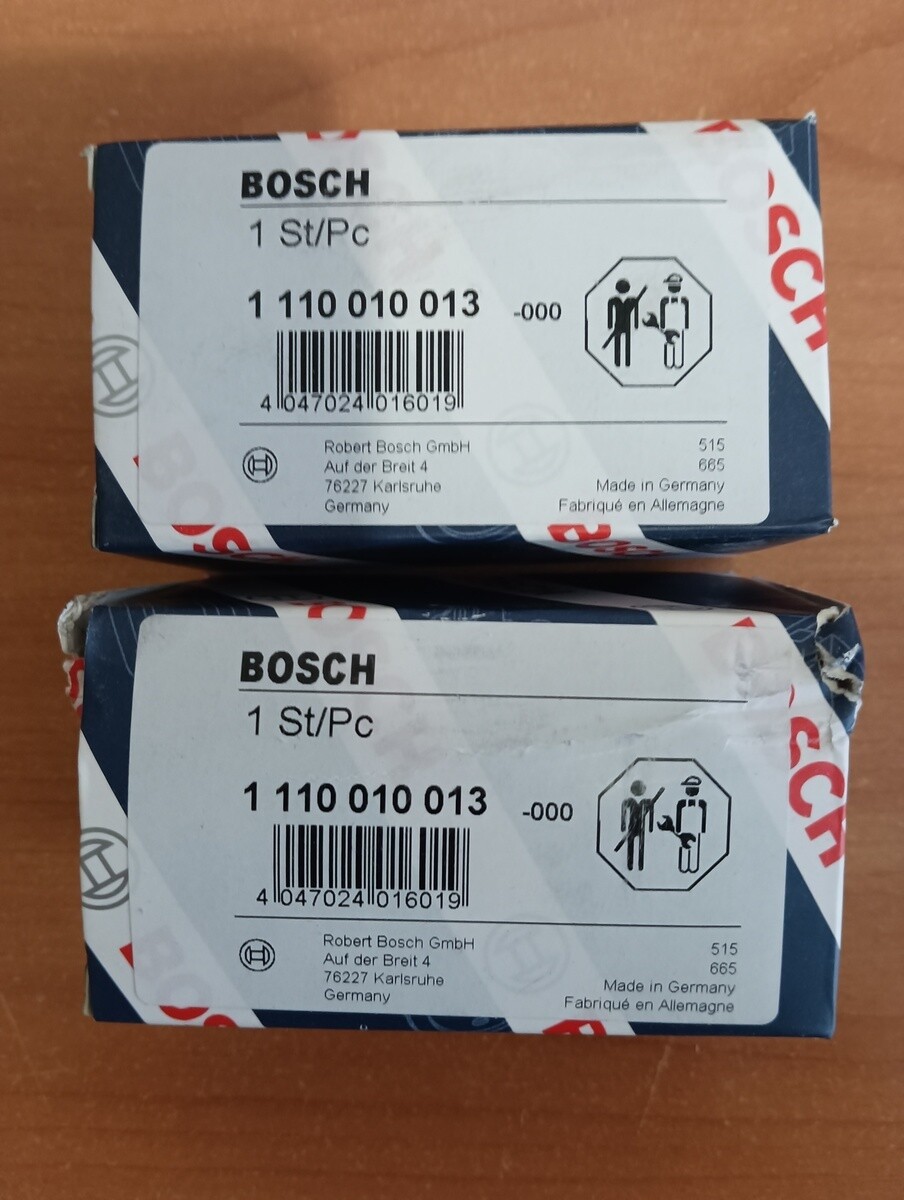 BOSCH
1 St/Pc
1 110 010 013 -000
4 047024 016019
Robert Bosch GmbH
Auf der Breit 4
76227 Karlsruhe
Germany
515
665
Made in Germany
Fabriqué en Allemagne
BOSCH
1 St/Pc
1 110 010 013 -000
4 047024 016019
Robert Bosch GmbH
Auf der Breit 4
76227 Karlsruhe
Germany
515
665
Made in Germany
Fabriqué en Allemagne